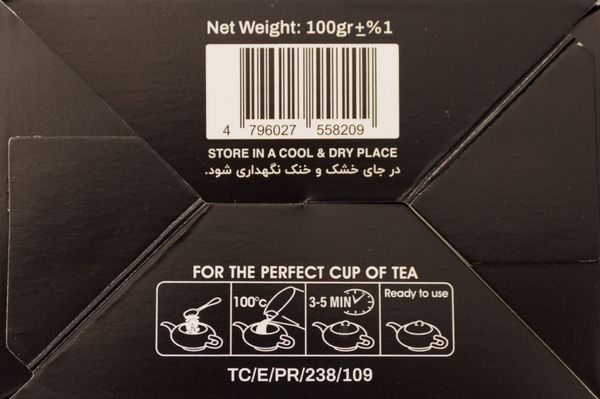 Net Weight: 100gr±%1
4 796027 558209
STORE IN A COOL & DRY PLACE
در جای خشک و خنک نگهداری شود.
FOR THE PERFECT CUP OF TEA
100°c
3-5 MIN
Ready to use
TC/E/PR/238/109